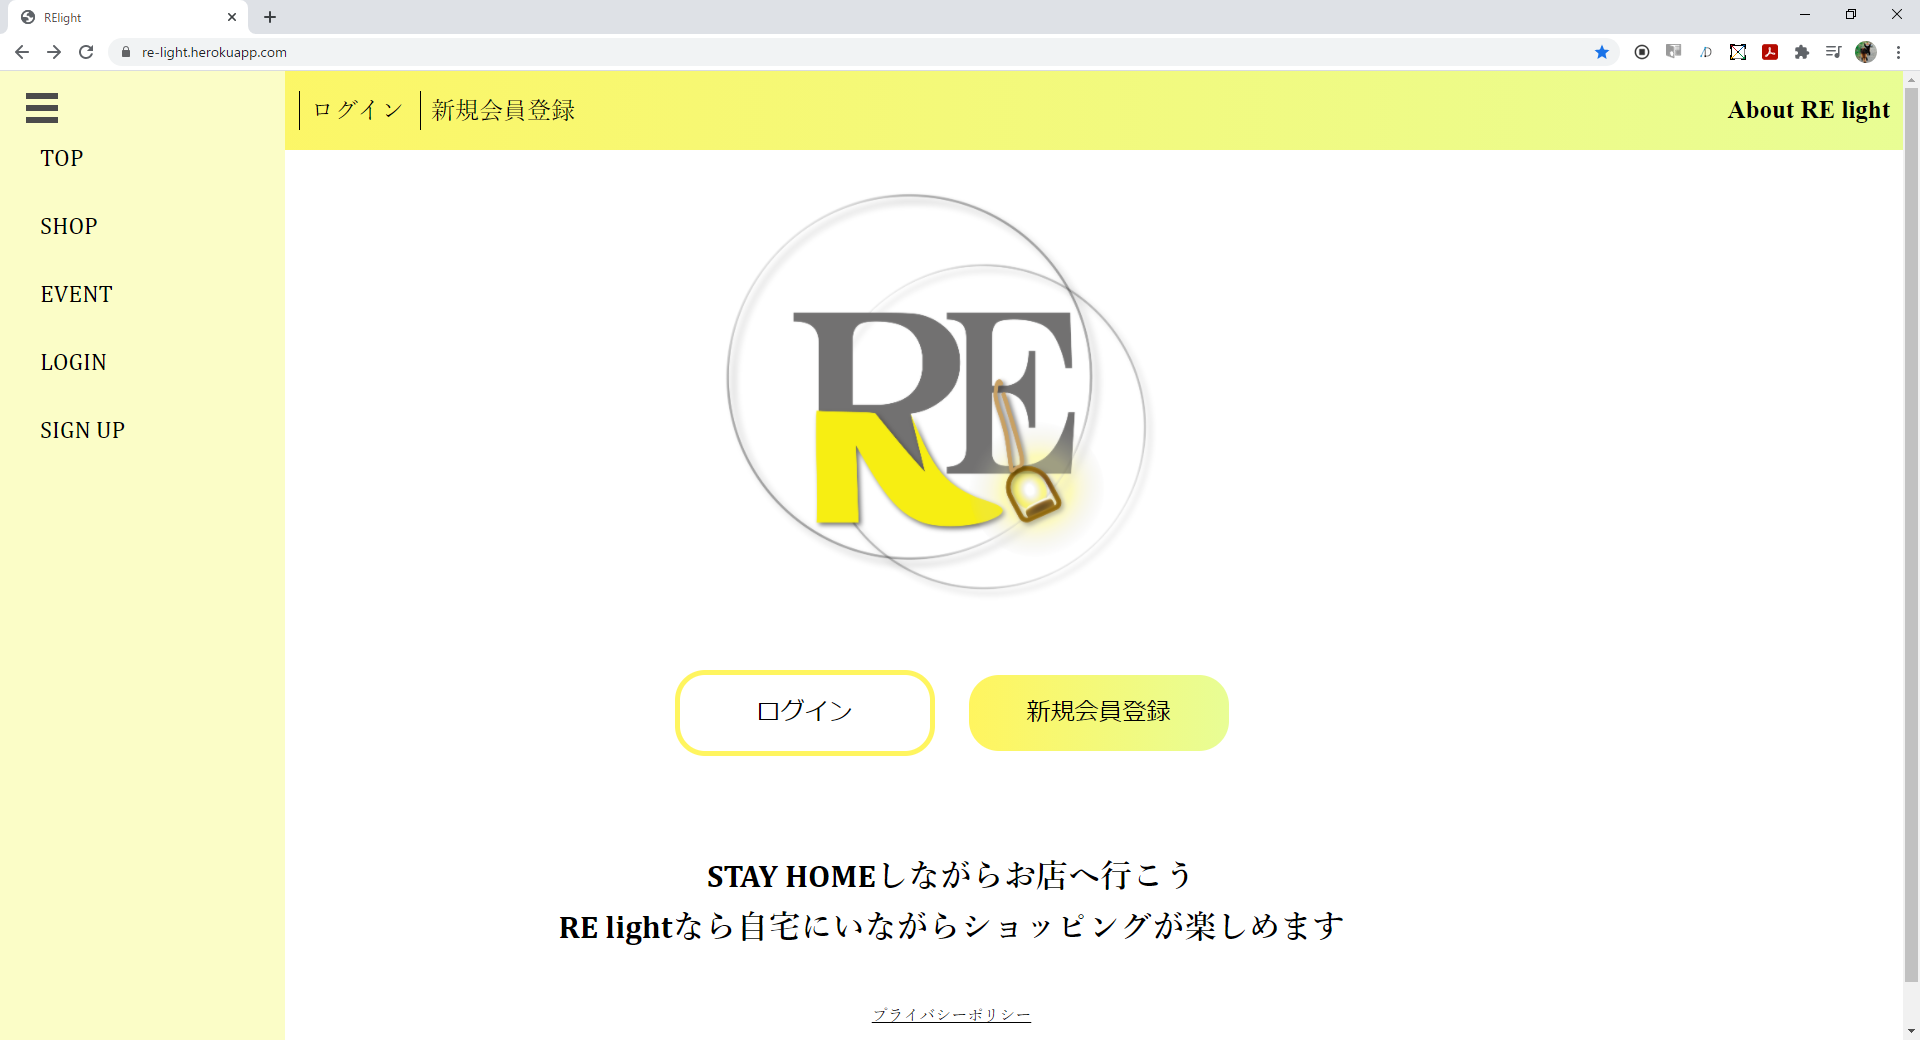 RElight
re-light.herokuapp.com
ログイン 新規会員登録
About RE light
TOP
SHOP
EVENT
LOGIN
SIGN UP
RE
ログイン
新規会員登録
STAY HOMEしながらお店へ行こう
RE lightなら自宅にいながらショッピングが楽しめます
プライバシーポリシー